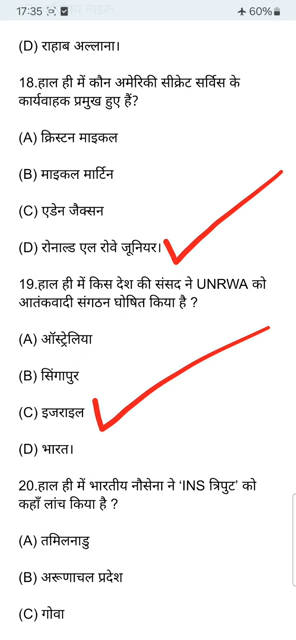 17:35
60%
(D) राहाब अल्लाना।
18.हाल ही में कौन अमेरिकी सीक्रेट सर्विस के
कार्यवाहक प्रमुख हुए हैं?
(A) क्रिस्टन माइकल
(B) माइकल मार्टिन
(C) एडेन जैक्सन
(D) रोनाल्ड एल रोवे जूनियर।
19.हाल ही में किस देश की संसद ने UNRWA को
आतंकवादी संगठन घोषित किया है ?
(A) ऑस्ट्रेलिया
(B) सिंगापुर
(C) इजराइल
(D) भारत।
20.हाल ही में भारतीय नौसेना ने ‘INS त्रिपुट’ को
कहाँ लांच किया है ?
(A) तमिलनाडु
(B) अरूणाचल प्रदेश
(C) गोवा